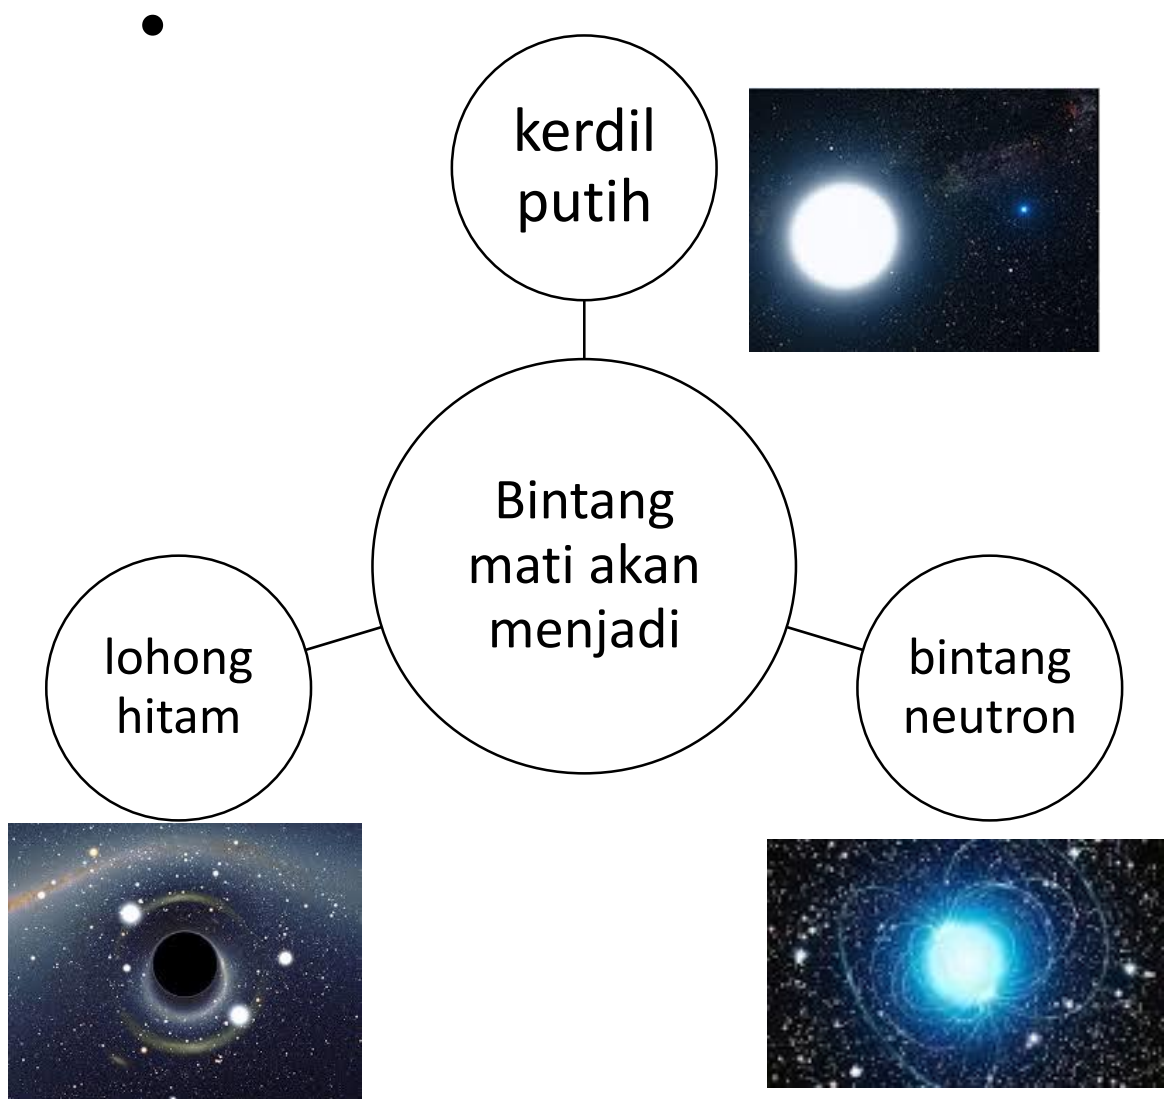 •
kerdil
putih
Bintang
mati akan
menjadi
lohong
hitam
bintang
neutron